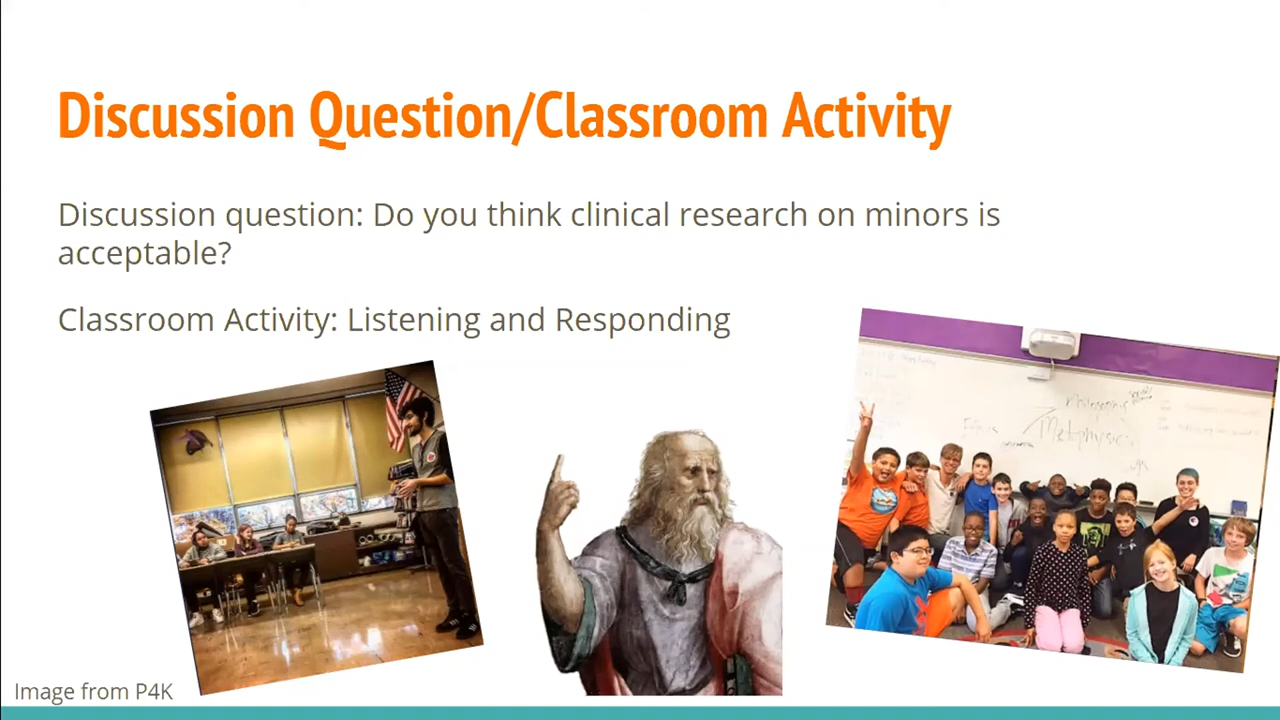 Discussion Question/Classroom Activity
Discussion question: Do you think clinical research on minors is
acceptable?
Classroom Activity: Listening and Responding
Metaphysics
Image from P4K